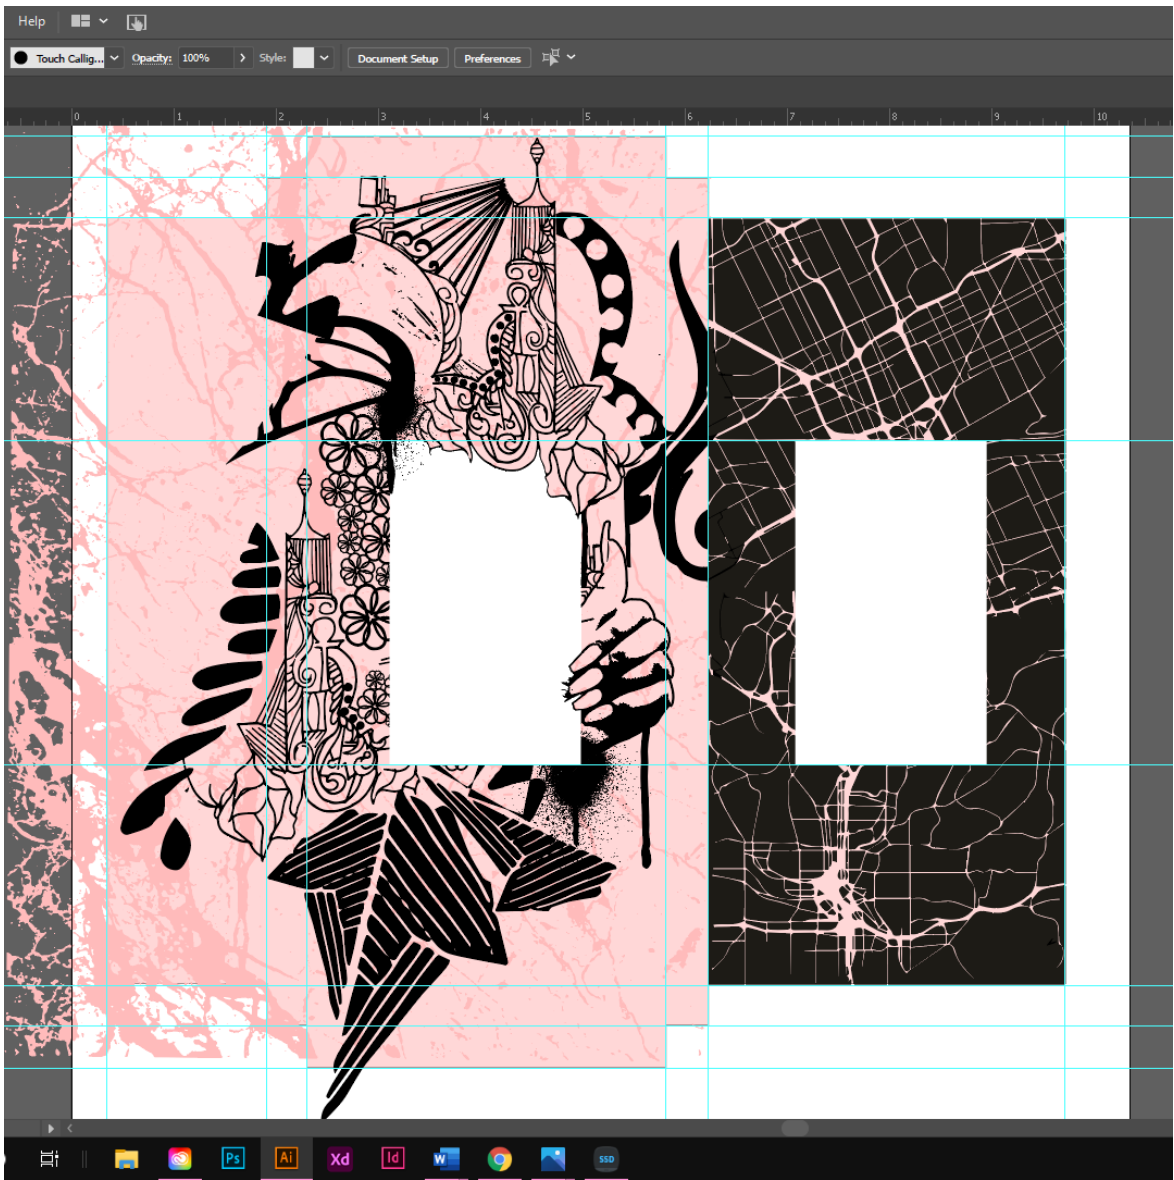 Help
Touch Callig... Opacity: 100% Style: Document Setup Preferences
0 1 2 3 4 5 6 7 8 9 10
Ps Ai Xd Id W SSD